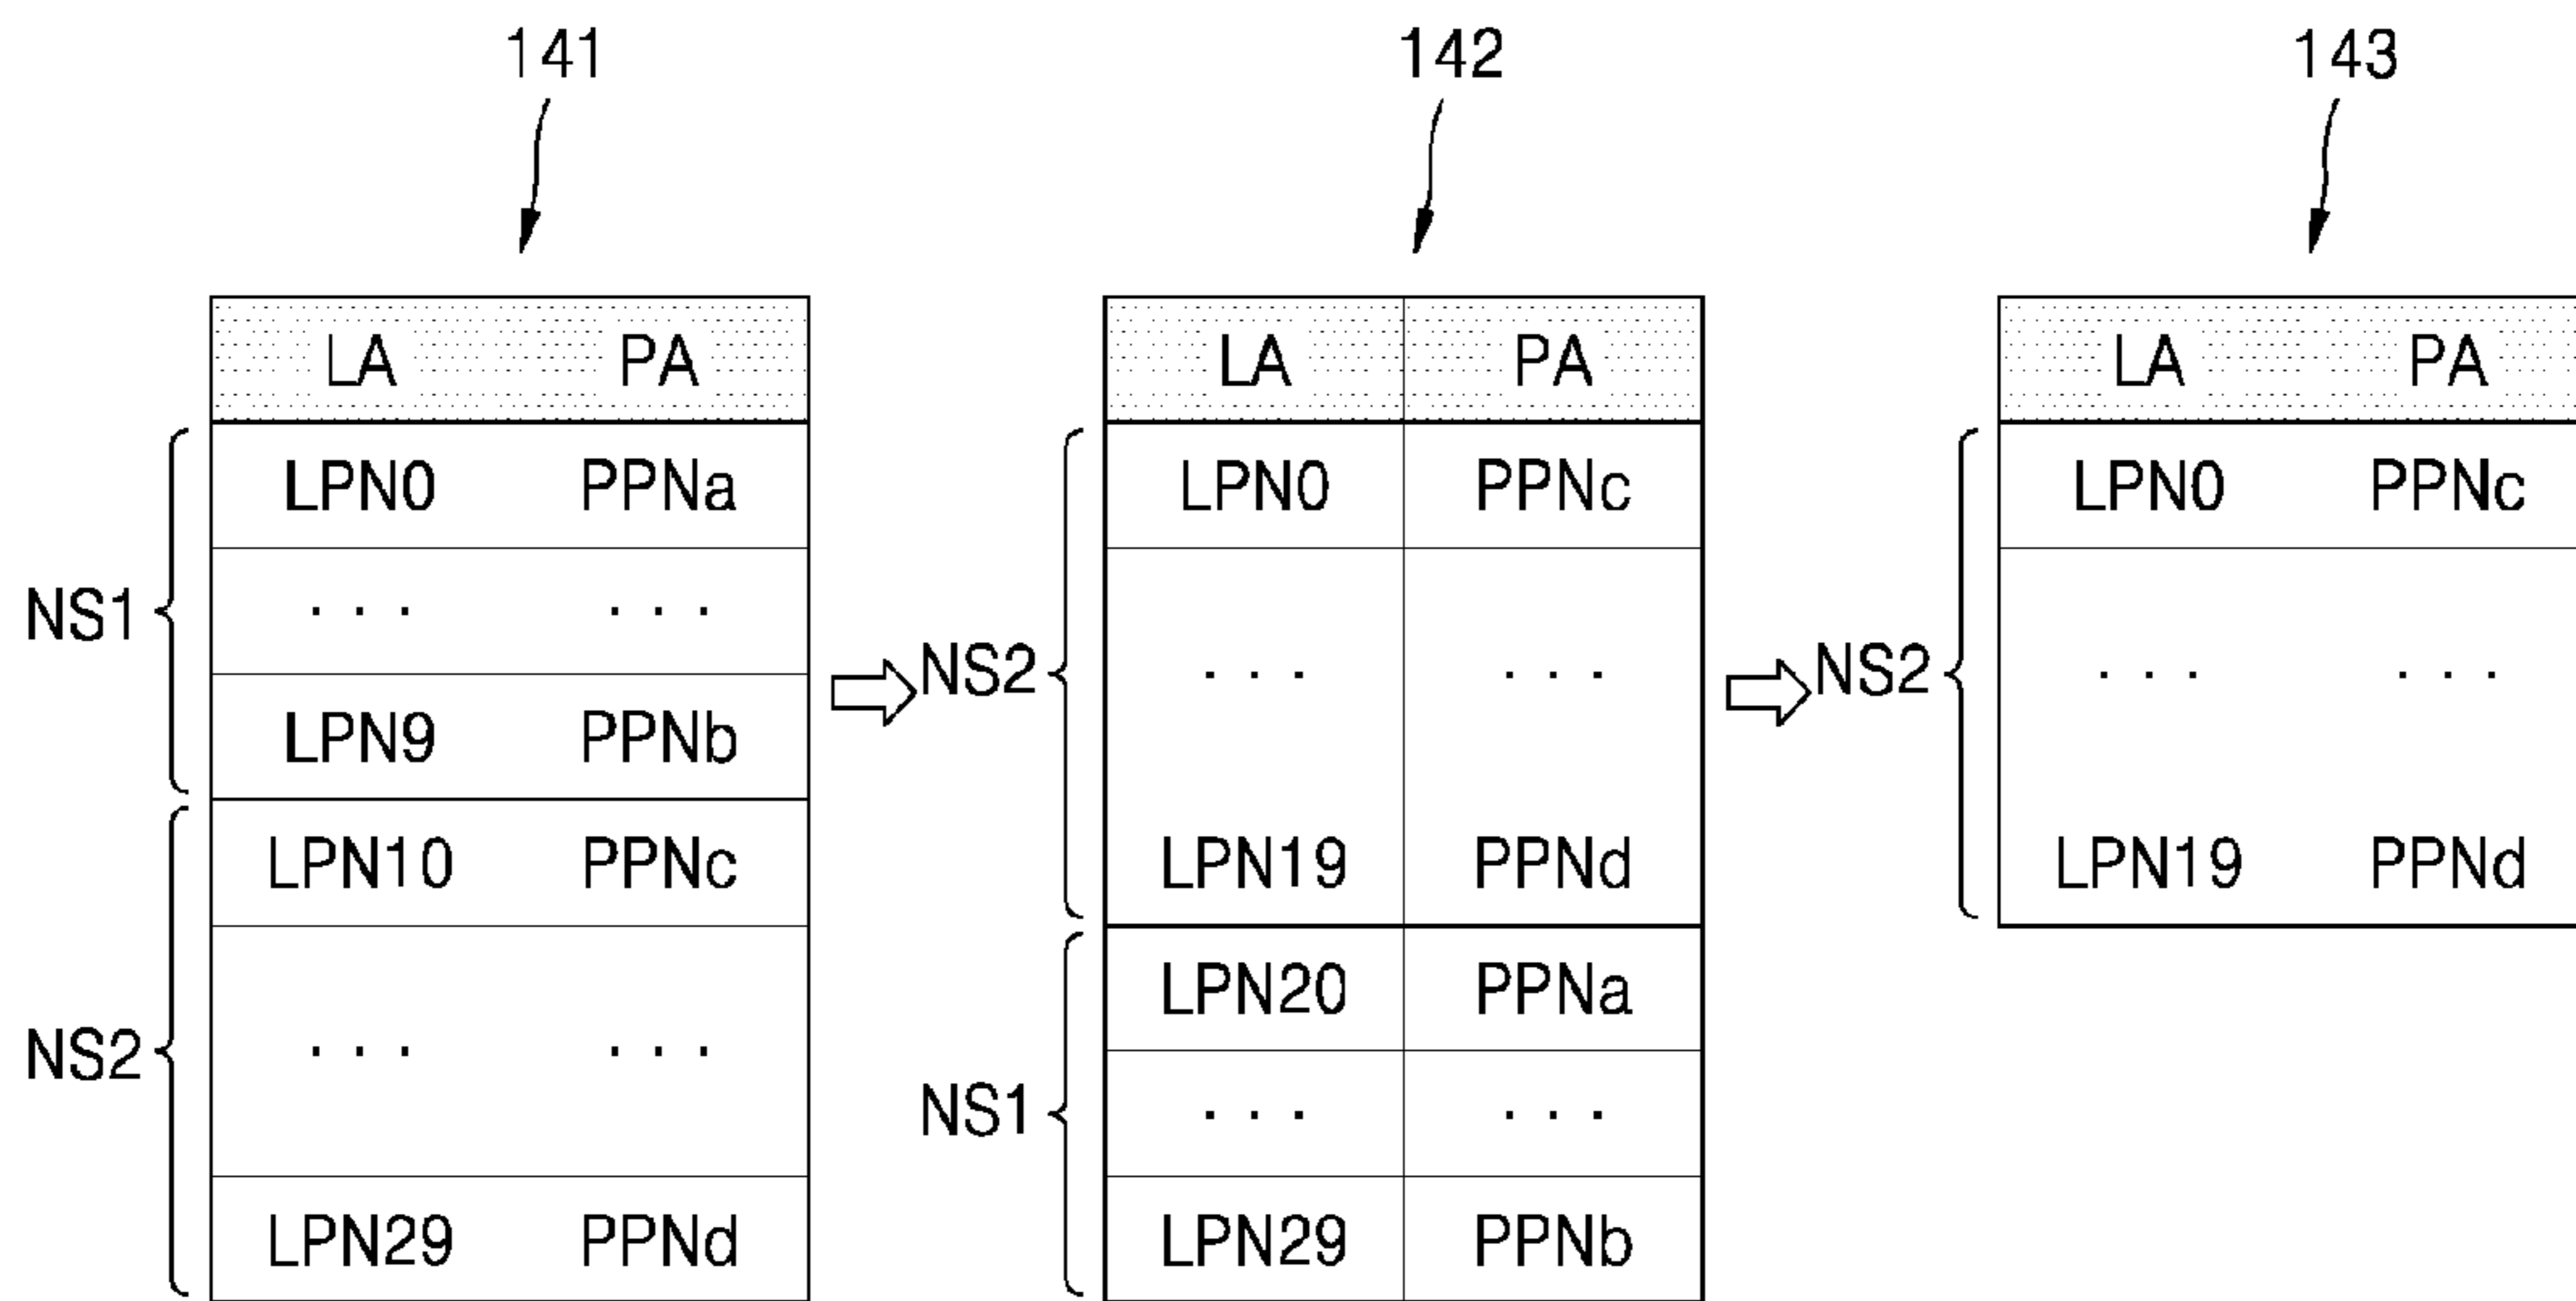 141 142 143
LA PA LA PA LA PA
LPN0 PPNa LPN0 PPNc LPN0 PPNc
NS1 · · · · · ·
NS2 · · · · · · NS2 · · · · · ·
LPN9 PPNb
LPN10 PPNc LPN19 PPNd LPN19 PPNd
LPN20 PPNa
NS2 · · · · · ·
NS1 · · · · · ·
LPN29 PPNd LPN29 PPNb